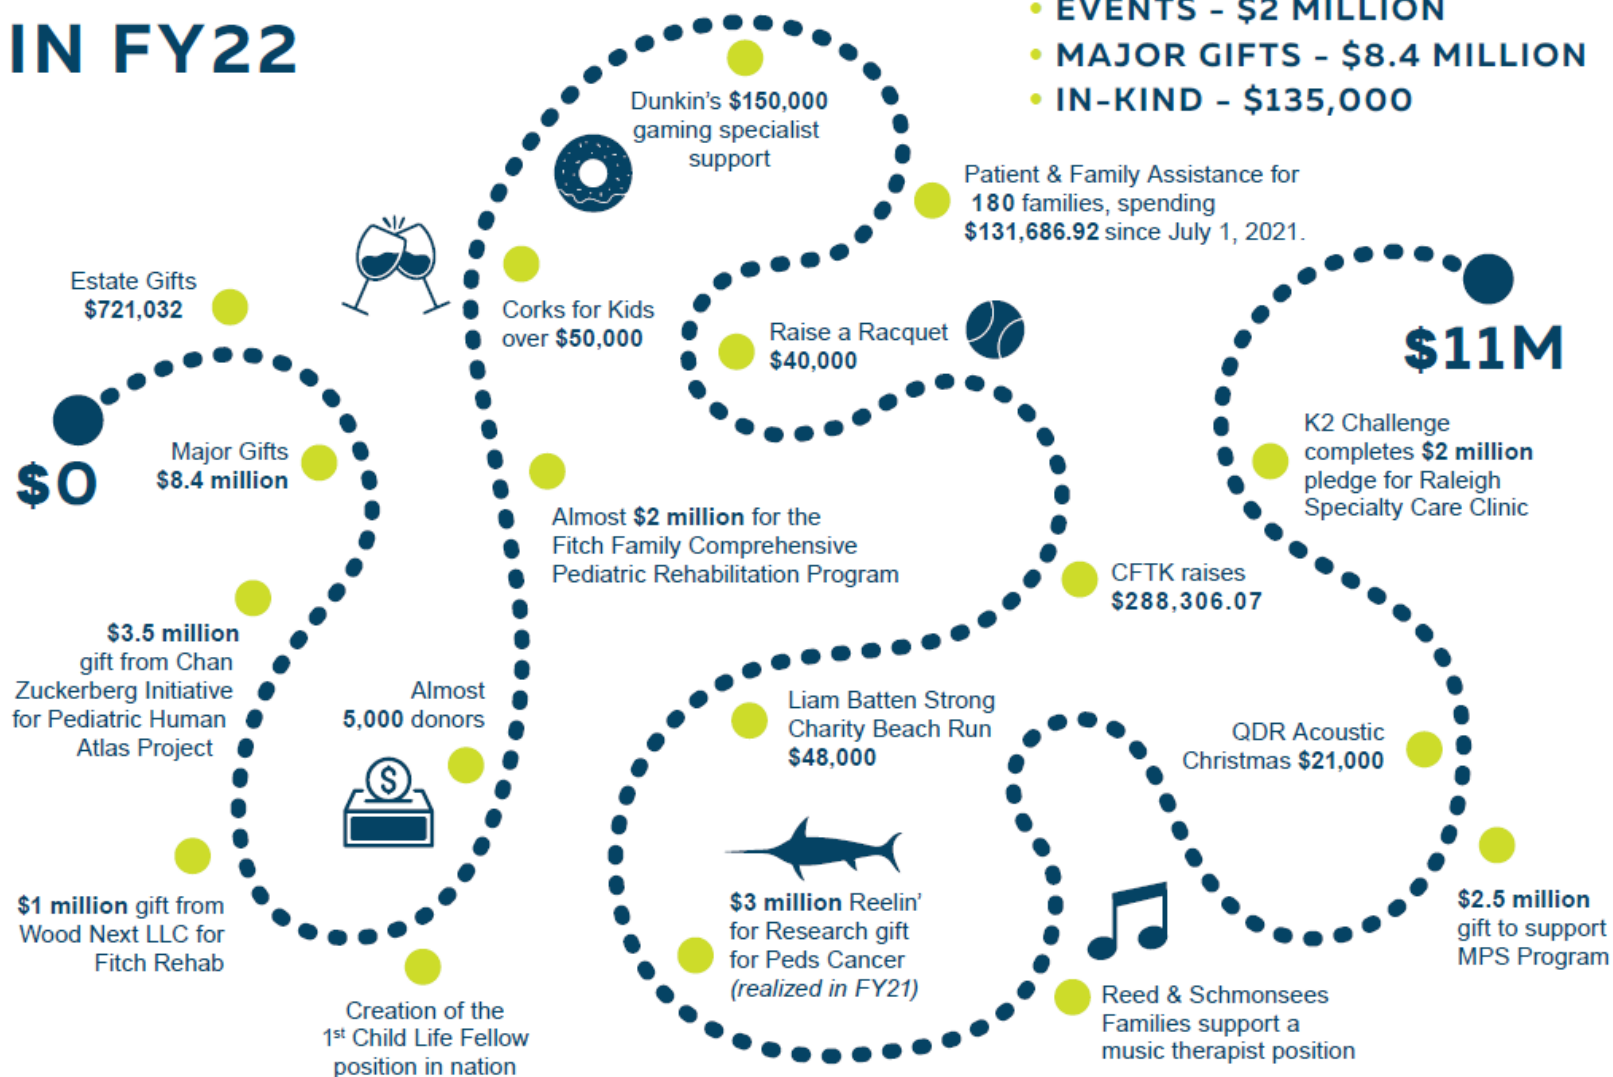 IN FY22
• EVENTS - $2 MILLION
• MAJOR GIFTS - $8.4 MILLION
• IN-KIND - $135,000
$0
Estate Gifts
$721,032
Major Gifts
$8.4 million
$3.5 million
gift from Chan
Zuckerberg Initiative
for Pediatric Human
Atlas Project
$1 million gift from
Wood Next LLC for
Fitch Rehab
Creation of the
1st Child Life Fellow
position in nation
Almost
5,000 donors
$
Almost $2 million for the
Fitch Family Comprehensive
Pediatric Rehabilitation Program
Corks for Kids
over $50,000
Dunkin's $150,000
gaming specialist
support
Patient & Family Assistance for
180 families, spending
$131,686.92 since July 1, 2021.
Raise a Racquet
$40,000
CFTK raises
$288,306.07
Liam Batten Strong
Charity Beach Run
$48,000
$3 million Reelin'
for Research gift
for Peds Cancer
(realized in FY21)
Reed & Schmonsees
Families support a
music therapist position
$2.5 million
gift to support
MPS Program
QDR Acoustic
Christmas $21,000
K2 Challenge
completes $2 million
pledge for Raleigh
Specialty Care Clinic
$11M